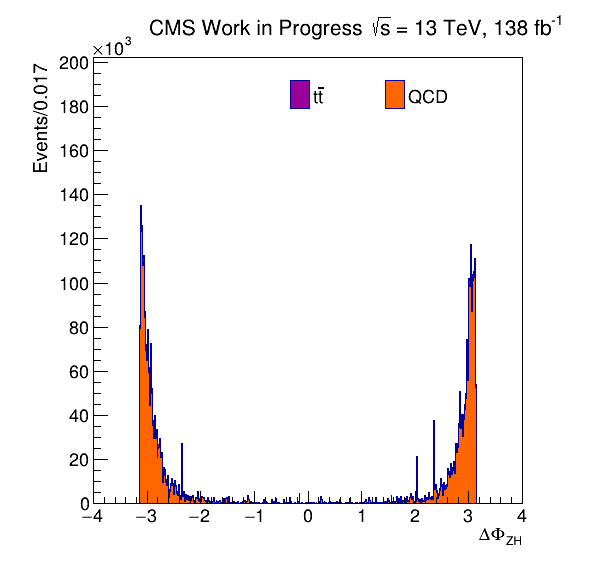 CMS Work in Progress √s = 13 TeV, 138 fb⁻¹
×10³
Events/0.017
tt̄
QCD
200
180
160
140
120
100
80
60
40
20
0
−4 −3 −2 −1 0 1 2 3 4
ΔΦ_ZH